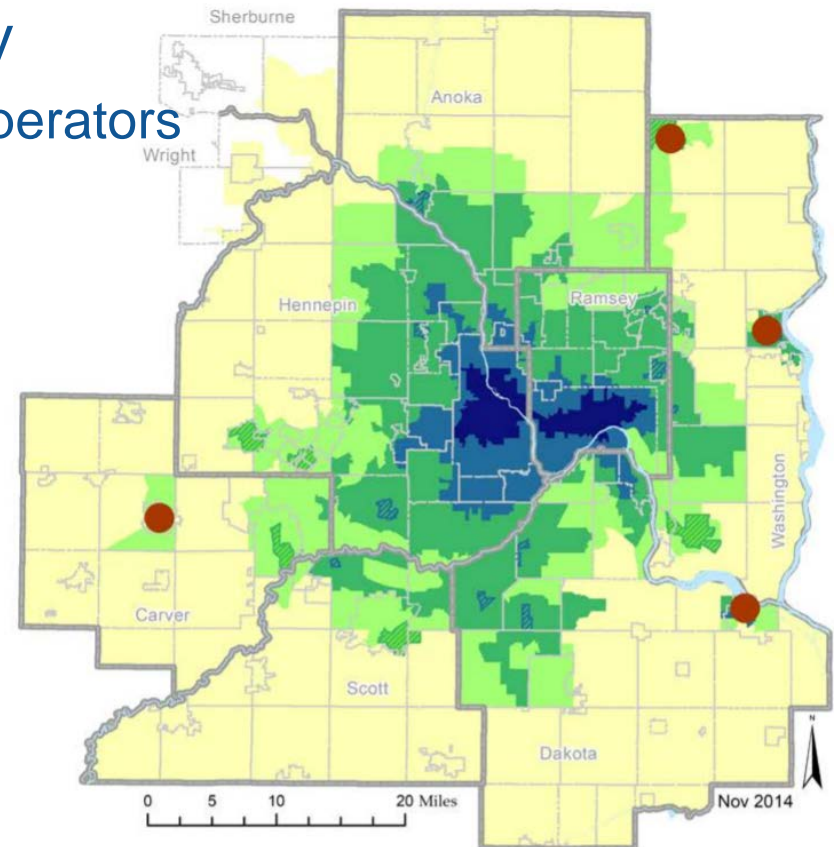 y
perators
Sherburne
Anoka
Wright
Hennepin
Ramsey
Washington
Carver
Scott
Dakota
N
0 5 10 20 Miles
Nov 2014